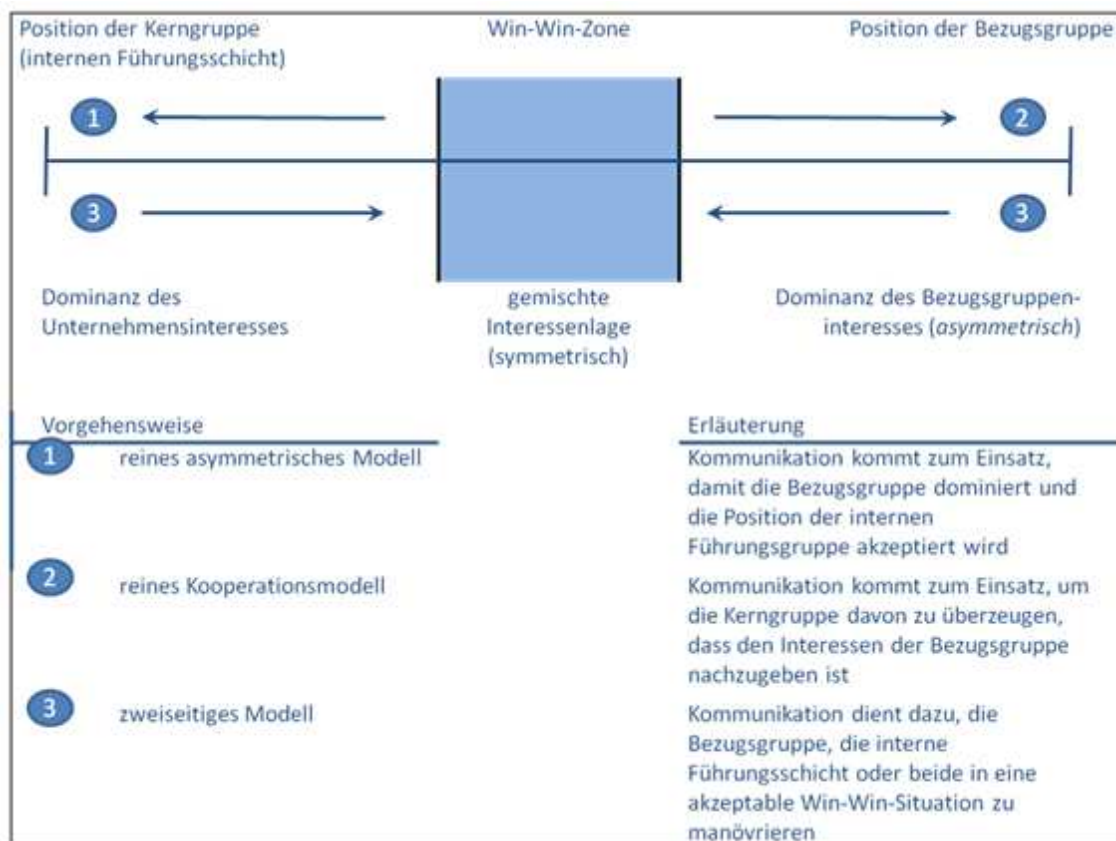 Position der Kerngruppe
(internen Führungsschicht)
Win-Win-Zone
Position der Bezugsgruppe
1
2
3
3
Dominanz des
Unternehmensinteresses
gemischte
Interessenlage
(symmetrisch)
Dominanz des Bezugsgruppen-
interesses (asymmetrisch)
Vorgehensweise
Erläuterung
1
reines asymmetrisches Modell
Kommunikation kommt zum Einsatz,
damit die Bezugsgruppe dominiert und
die Position der internen
Führungsgruppe akzeptiert wird
2
reines Kooperationsmodell
Kommunikation kommt zum Einsatz, um
die Kerngruppe davon zu überzeugen,
dass den Interessen der Bezugsgruppe
nachzugeben ist
3
zweiseitiges Modell
Kommunikation dient dazu, die
Bezugsgruppe, die interne
Führungsschicht oder beide in eine
akzeptable Win-Win-Situation zu
manövrieren